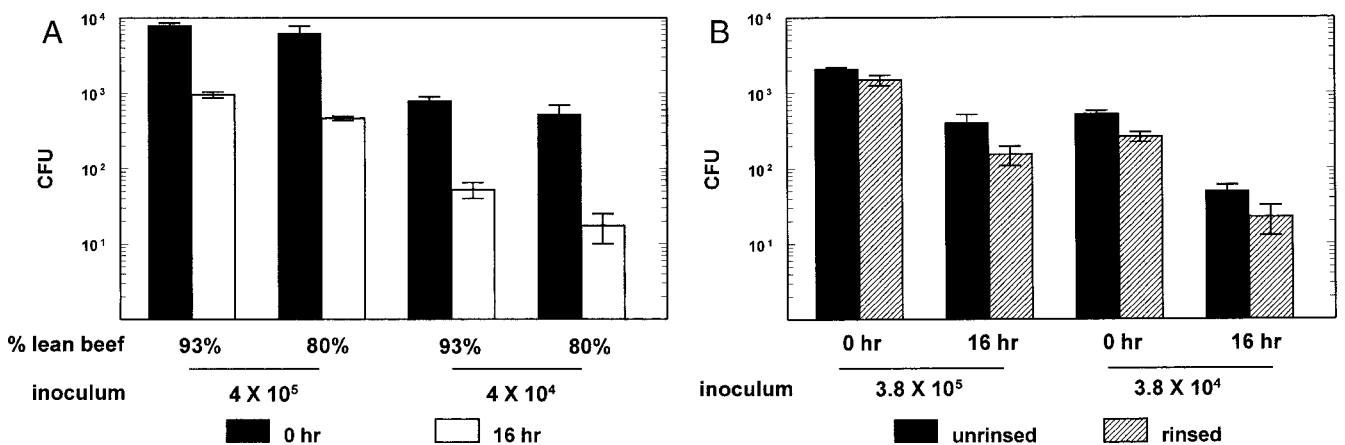 A
10⁴
10³
10²
10¹
CFU
% lean beef 93% 80% 93% 80%
inoculum 4 X 10⁵ 4 X 10⁴
0 hr 16 hr
B
10⁴
10³
10²
10¹
CFU
0 hr 16 hr 0 hr 16 hr
inoculum 3.8 X 10⁵ 3.8 X 10⁴
unrinsed rinsed